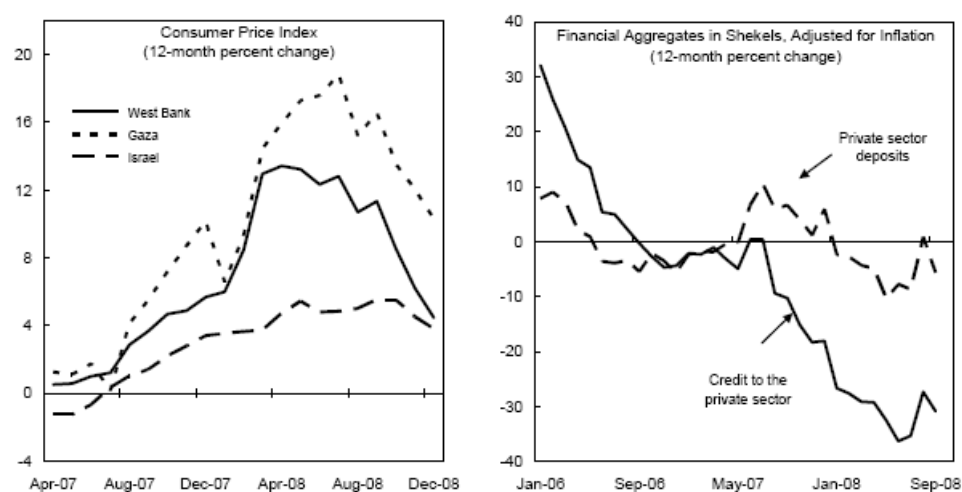 Consumer Price Index
(12-month percent change)
20
16
12
8
4
0
-4
West Bank
Gaza
Israel
Apr-07
Aug-07
Dec-07
Apr-08
Aug-08
Dec-08
Financial Aggregates in Shekels, Adjusted for Inflation
(12-month percent change)
40
30
20
10
0
-10
-20
-30
-40
Private sector
deposits
Credit to the
private sector
Jan-06
Sep-06
May-07
Jan-08
Sep-08